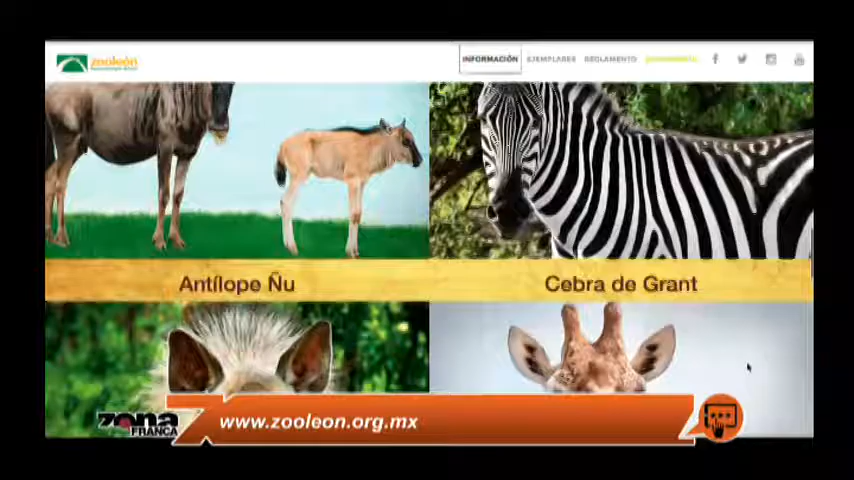 zooleón
INFORMACIÓN EJEMPLARES REGLAMENTO
Antílope Ñu
Cebra de Grant
zona
FRANCA
www.zooleon.org.mx